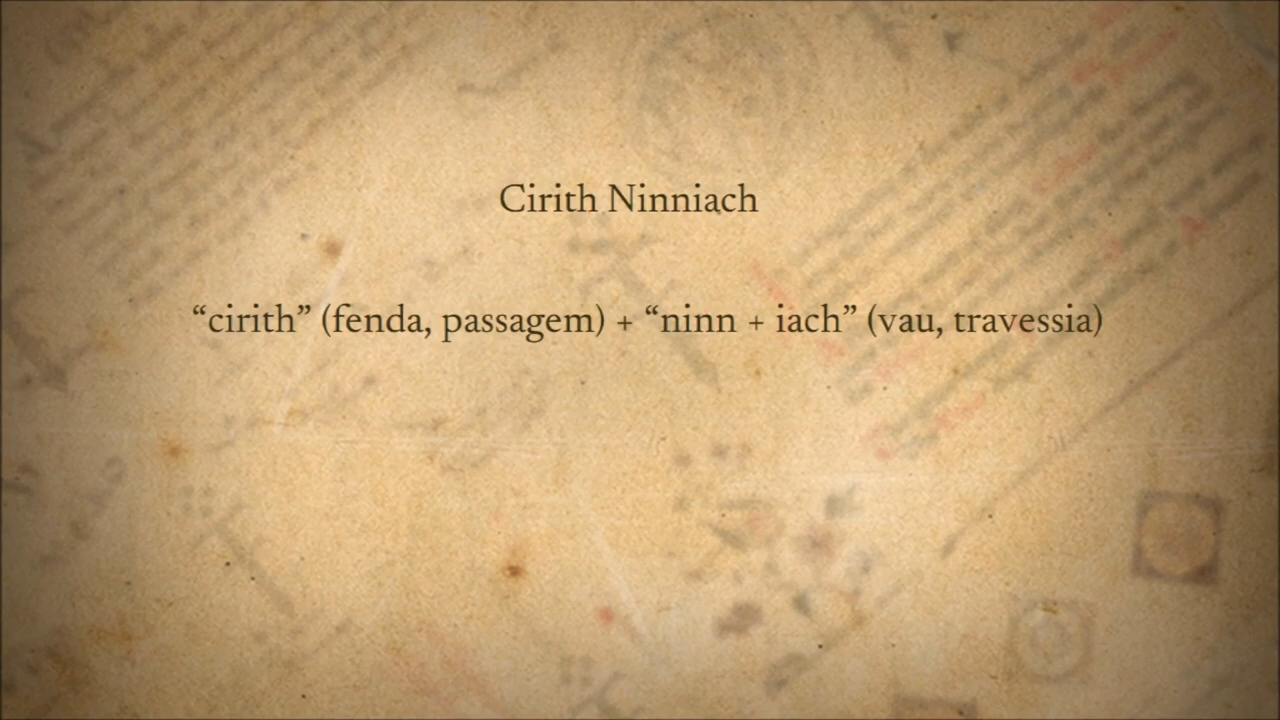 Cirith Ninniach
“cirith” (fenda, passagem) + “ninn + iach” (vau, travessia)